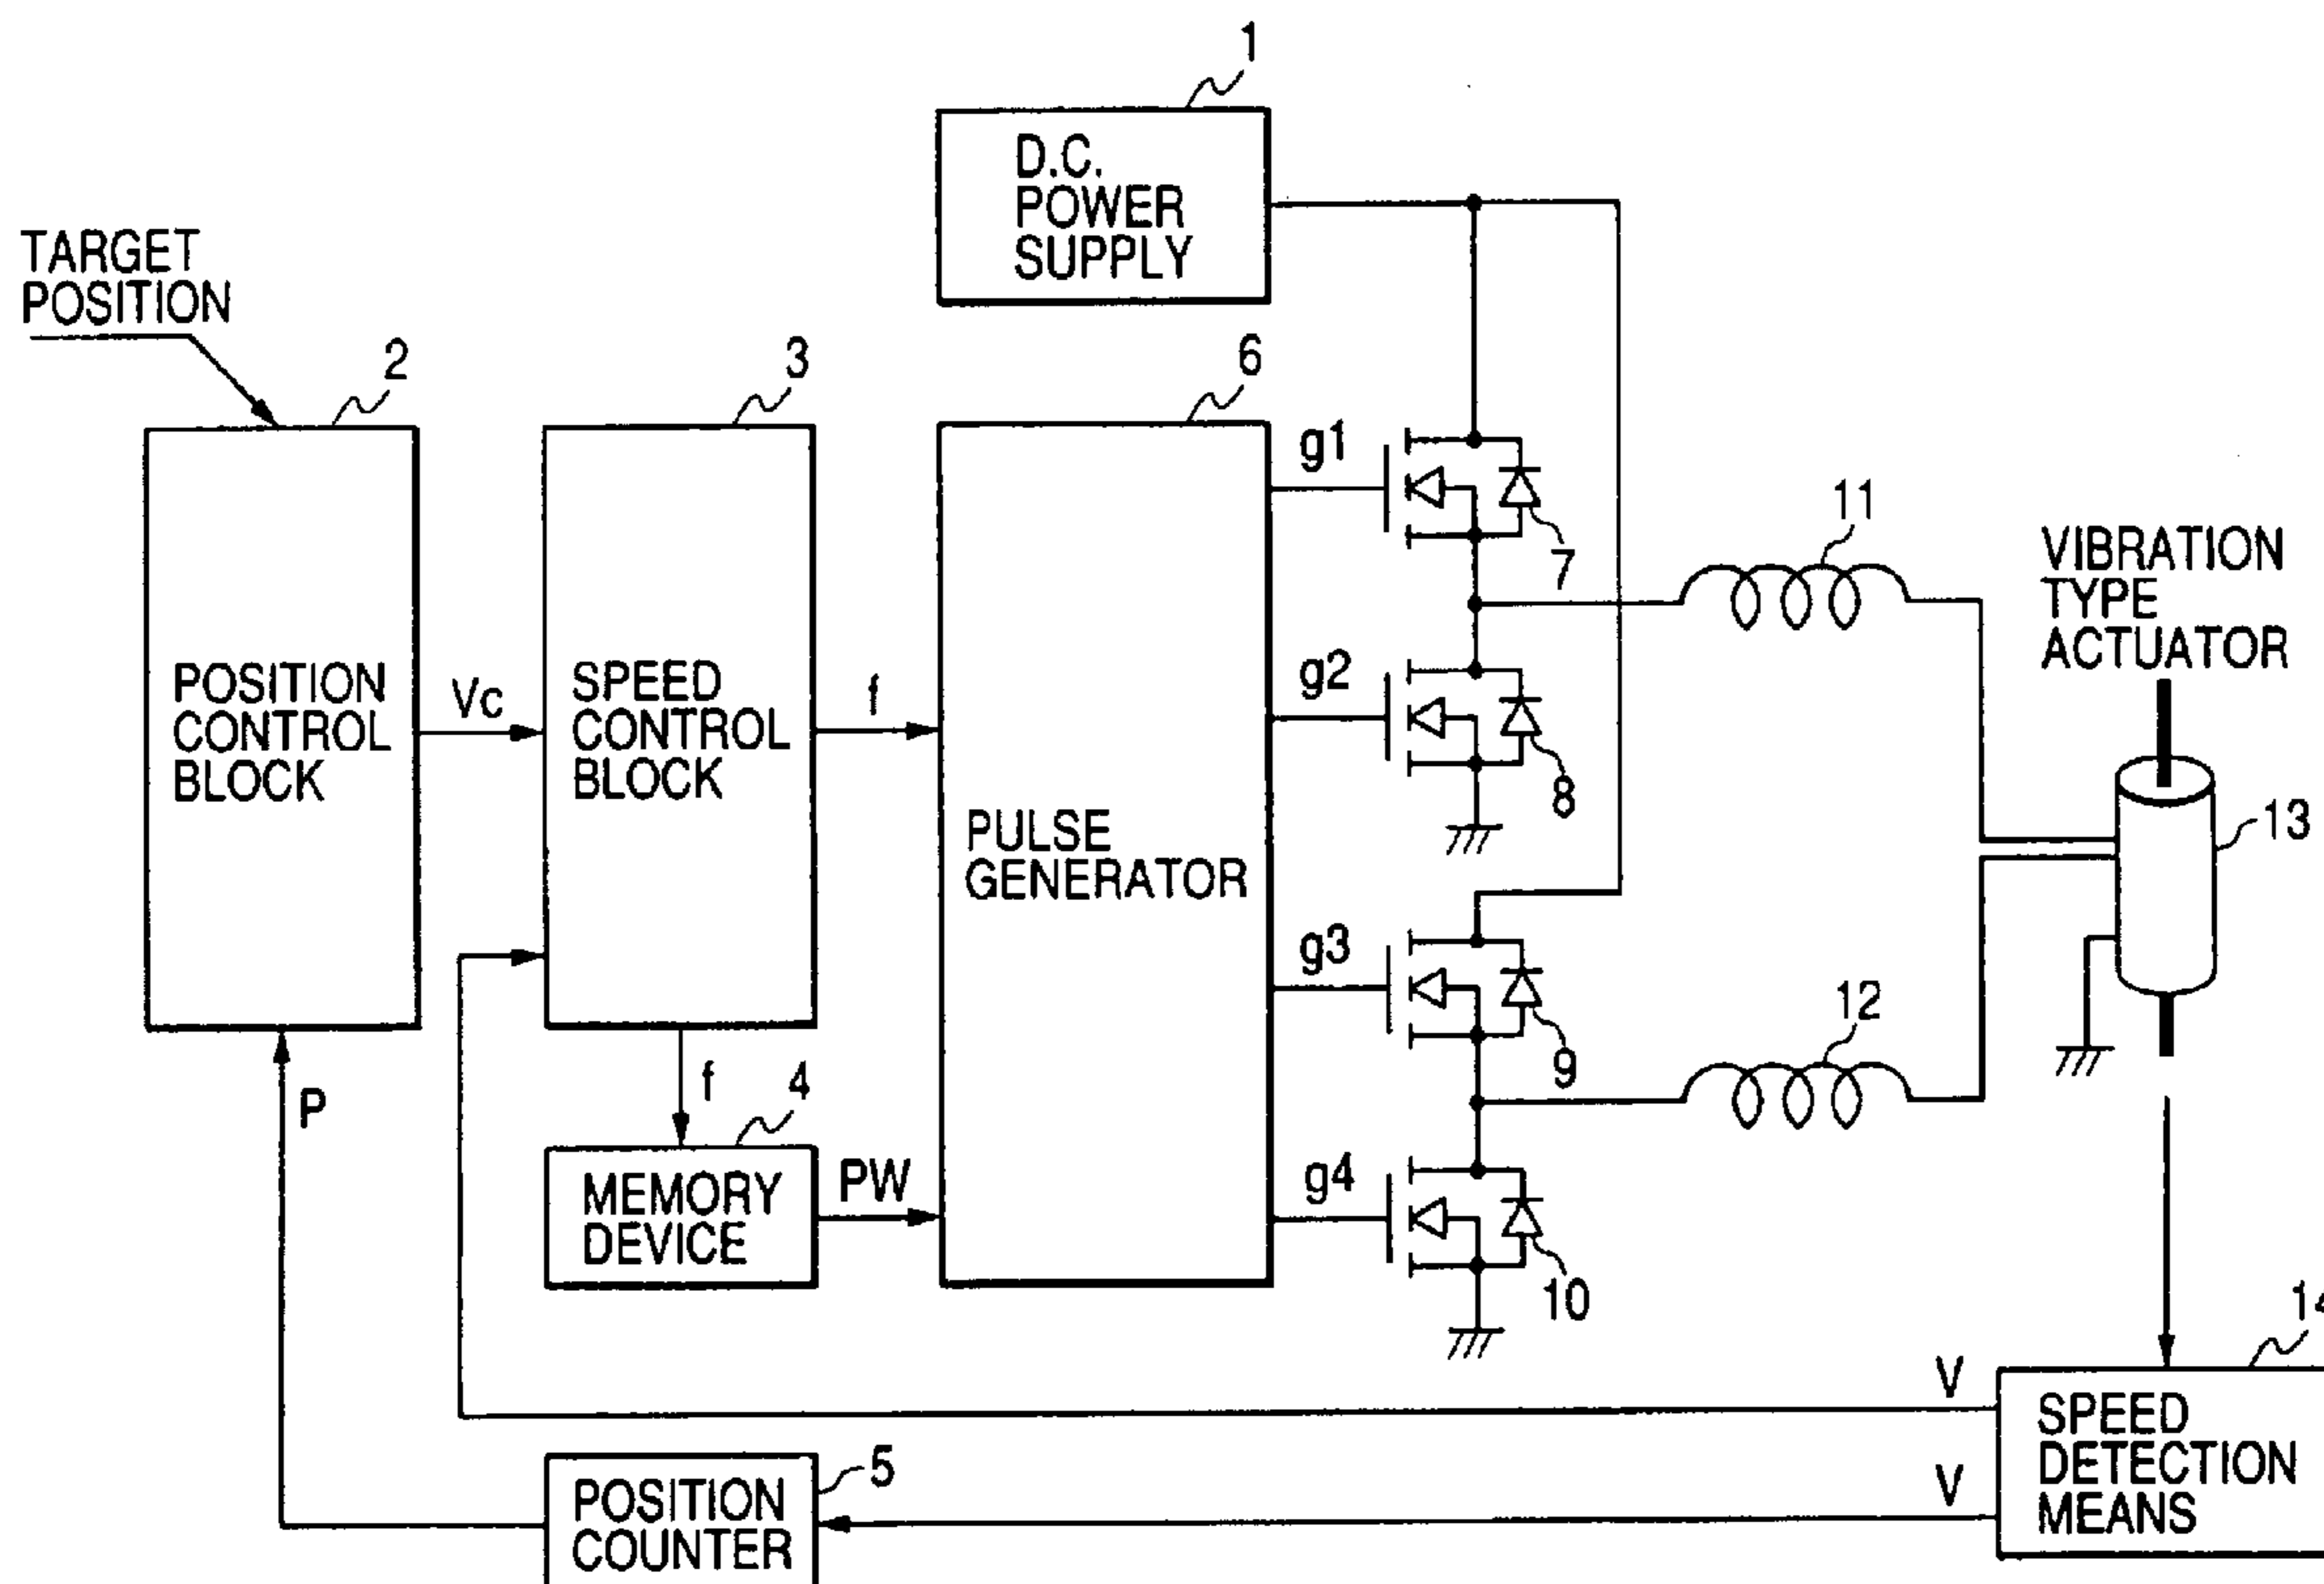 1
D.C.
POWER
SUPPLY
TARGET
POSITION
2
3
6
POSITION
CONTROL
BLOCK
Vc
SPEED
CONTROL
BLOCK
f
f
4
MEMORY
DEVICE
PW
PULSE
GENERATOR
g1
g2
g3
g4
7
8
9
10
11
12
VIBRATION
TYPE
ACTUATOR
13
14
SPEED
DETECTION
MEANS
V
V
5
POSITION
COUNTER
P